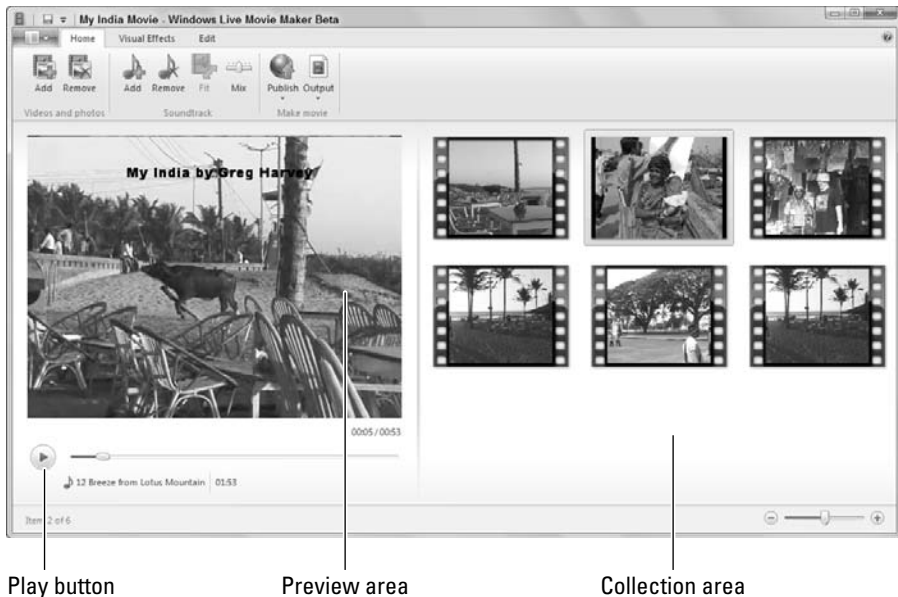 My India Movie - Windows Live Movie Maker Beta
Home Visual Effects Edit
Add Remove Add Remove Fit Mix Publish Output
Videos and photos Soundtrack Make movie
My India by Greg Harvey
00:05/00:53
12 Breeze from Lotus Mountain 01:53
Item 2 of 6
Play button Preview area Collection area